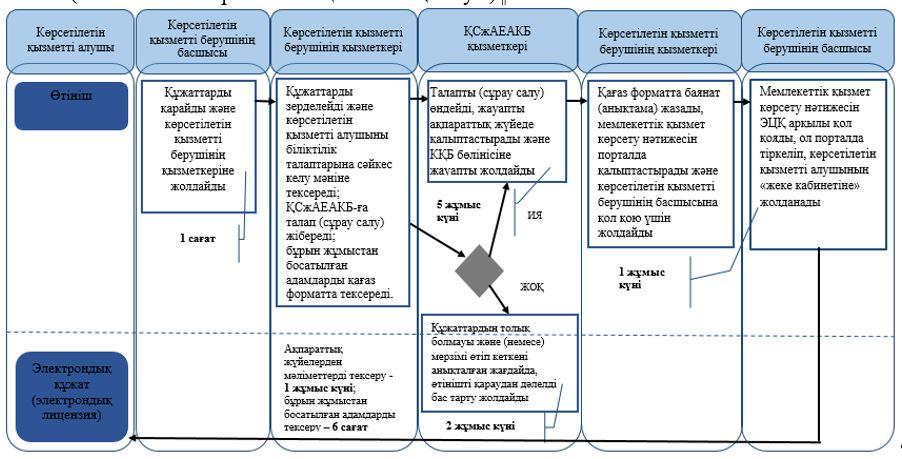 Көрсетілетін
қызметті алушы
Көрсетілетін
қызметті берушінің
басшысы
Көрсетілетін қызметті
берушінің қызметкері
ҚСжАЕАКБ
қызметкері
Көрсетілетін қызметті
берушінің қызметкері
Көрсетілетін қызметті
берушінің басшысы
Өтініш
Құжаттарды
қарайды және
көрсетілетін
қызметті
берушінің
қызметкеріне
жолдайды
1 сағат
Құжаттарды
зерделейді және
көрсетілетін
қызметті алушыны
біліктілік
талаптарына сәйкес
келу мәніне
тексереді;
ҚСжАЕАКБ-ға
талап (сұрау салу)
жібереді;
бұрын жұмыстан
босатылған
адамдарды қағаз
форматта тексереді.
Ақпараттық
жүйелерден
мәліметтерді тексеру -
1 жұмыс күні;
бұрын жұмыстан
босатылған адамдарды
тексеру – 6 сағат
Талапты (сұрау салу)
өндейді, жауапты
ақпараттық жүйеде
қалыптастырады және
ККБ бөлінісіне
жауапты жолдайды
5 жұмыс
күні
ИЯ
ЖОҚ
Құжаттардың толық
болмауы және (немесе)
мерзімі өтіп кеткені
анықталған жағдайда,
өтінішті қараудан дәлелді
бас тарту жолдайды
2 жұмыс күні
Қағаз форматта баянат
(анықтама) жазады,
мемлекеттік қызмет
көрсету нәтижесін
порталда
қалыптастырады және
көрсетілетін қызметті
берушінің басшысына
қол қою үшін
жолдайды
1 жұмыс
күні
Мемлекеттік қызмет
көрсету нәтижесін
ЭЦҚ арқылы қол
қояды, ол порталда
тіркеліп, көрсетілетін
қызметті алушының
«жеке кабинетіне»
жолданады
Электрондық
құжат
(электрондық
лицензия)